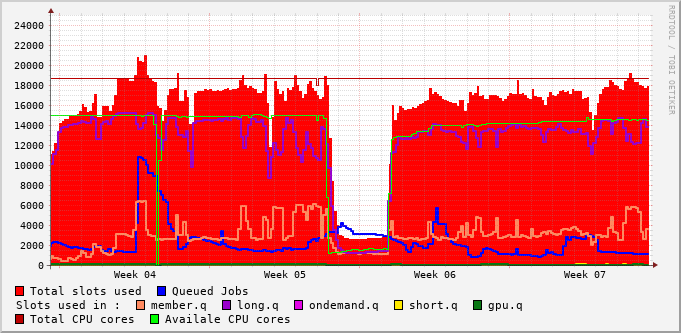 RRDTOOL / TOBI OETIKER
24000
22000
20000
18000
16000
14000
12000
10000
8000
6000
4000
2000
0
Week 04 Week 05 Week 06 Week 07
Total slots used Queued Jobs
Slots used in : member.q long.q ondemand.q short.q gpu.q
Total CPU cores Availale CPU cores